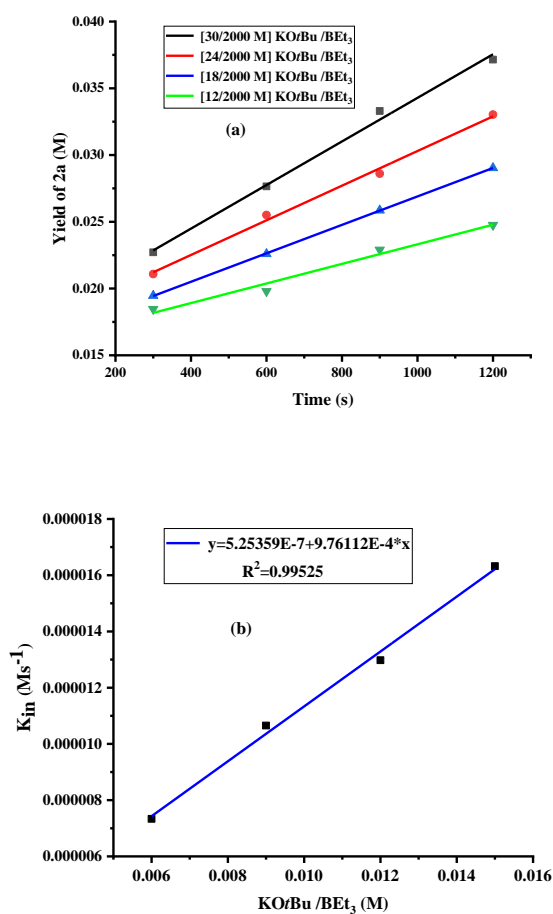 [30/2000 M] KOtBu /BEt3
[24/2000 M] KOtBu /BEt3
[18/2000 M] KOtBu /BEt3
[12/2000 M] KOtBu /BEt3
(a)
Yield of 2a (M)
0.040
0.035
0.030
0.025
0.020
0.015
200 400 600 800 1000 1200
Time (s)
y=5.25359E-7+9.76112E-4*x
R2=0.99525
(b)
Kin (Ms-1)
0.000018
0.000016
0.000014
0.000012
0.000010
0.000008
0.000006
0.006 0.008 0.010 0.012 0.014 0.016
KOtBu /BEt3 (M)